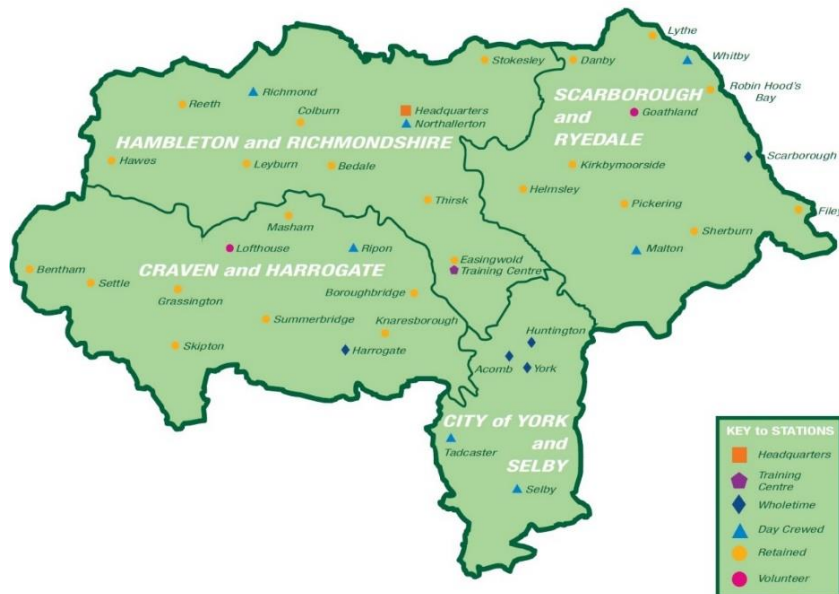 Lythe
Stokesley
Danby
Whitby
Richmond
Robin Hood's
Bay
Reeth
Colburn
Headquarters
Northallerton
SCARBOROUGH
and
RYEDALE
Goathland
HAMBLETON and RICHMONDSHIRE
Hawes
Leyburn
Bedale
Kirkbymoorside
Scarborough
Helmsley
Thirsk
Pickering
Filey
Masham
Sherburn
Lofthouse
Ripon
Malton
Easingwold
Training Centre
CRAVEN and HARROGATE
Bentham
Settle
Grassington
Boroughbridge
Summerbridge
Knaresborough
Huntington
Skipton
Harrogate
Acomb
York
CITY of YORK
and
SELBY
Tadcaster
Selby
KEY to STATIONS
Headquarters
Training
Centre
Wholetime
Day Crewed
Retained
Volunteer